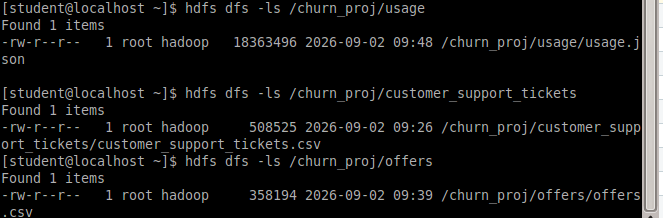 [student@localhost ~]$ hdfs dfs -ls /churn_proj/usage
Found 1 items
-rw-r--r--   1 root hadoop   18363496 2026-09-02 09:48 /churn_proj/usage/usage.j
son
[student@localhost ~]$ hdfs dfs -ls /churn_proj/customer_support_tickets
Found 1 items
-rw-r--r--   1 root hadoop     508525 2026-09-02 09:26 /churn_proj/customer_supp
ort_tickets/customer_support_tickets.csv
[student@localhost ~]$ hdfs dfs -ls /churn_proj/offers
Found 1 items
-rw-r--r--   1 root hadoop     358194 2026-09-02 09:39 /churn_proj/offers/offers
.csv